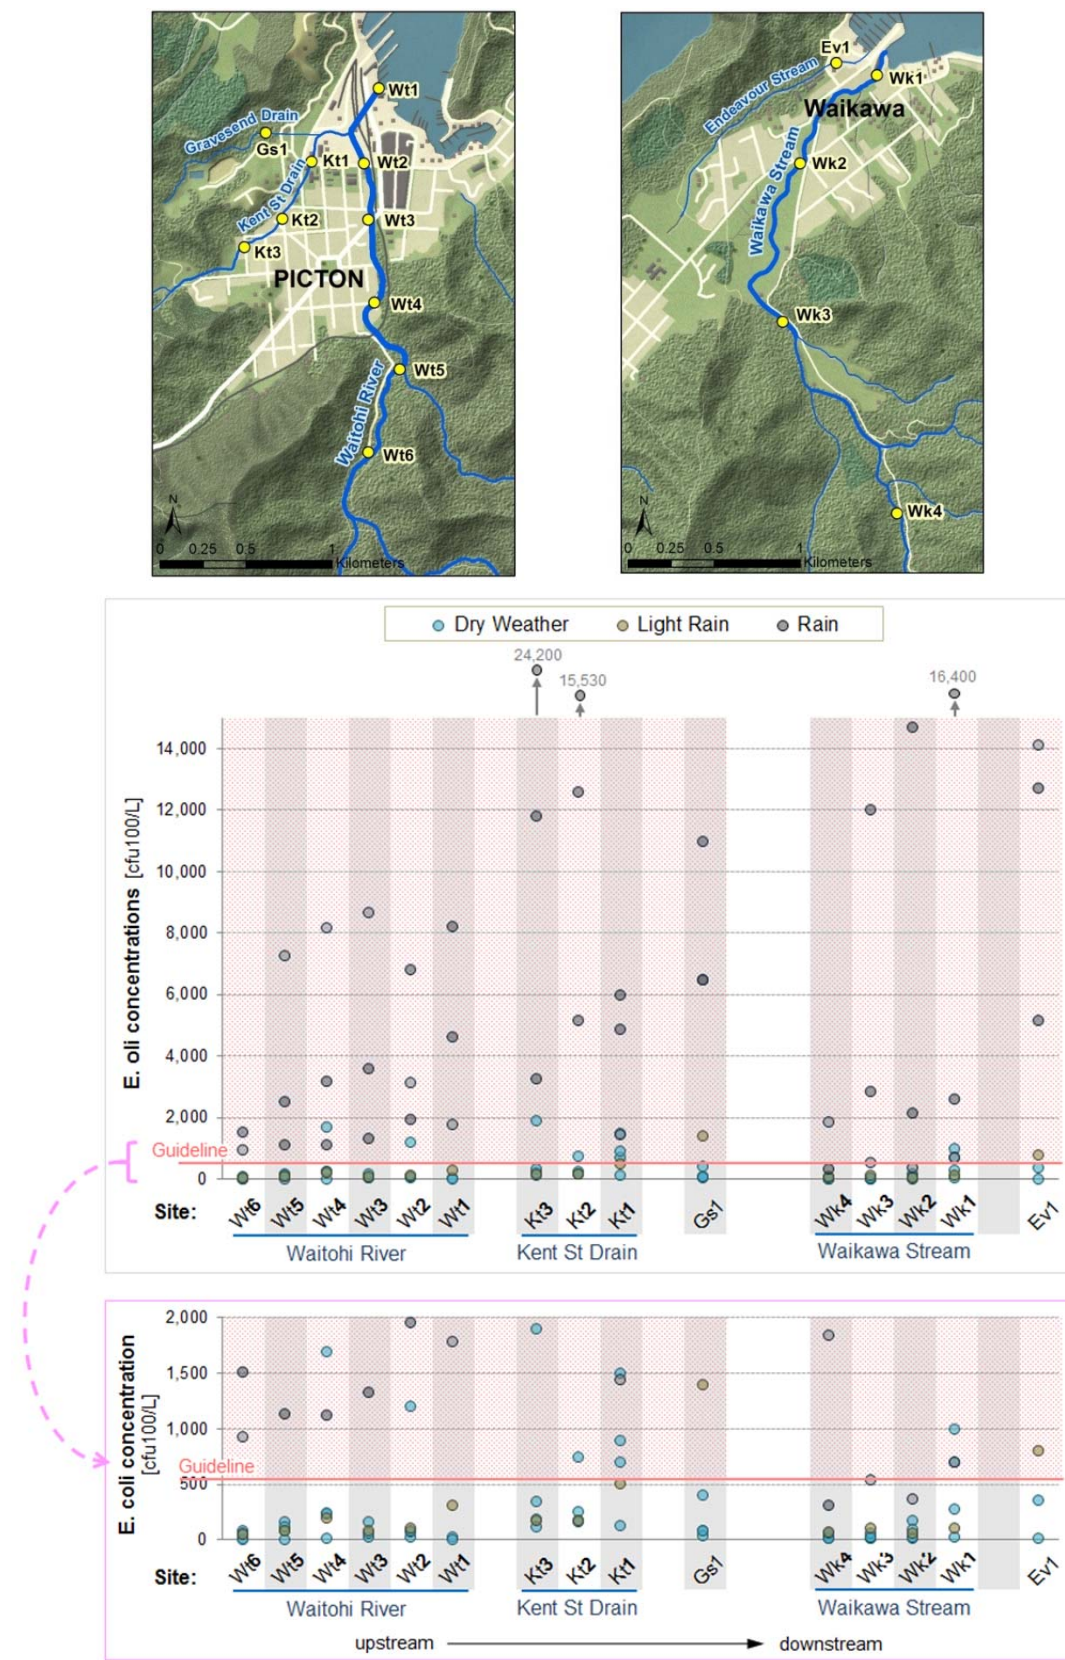 Wt1
Gravesend Drain
Gs1
Kt1
Wt2
Kent St Drain
Kt2
Wt3
Kt3
PICTON
Wt4
Wt5
Waitohi River
Wt6
N
0 0.25 0.5 1
Kilometers
Ev1
Wk1
Endeavour Stream
Waikawa
Wk2
Waikawa Stream
Wk3
Wk4
N
0 0.25 0.5 1
Kilometers
Dry Weather Light Rain Rain
24,200
15,530
16,400
14,000
12,000
10,000
8,000
6,000
4,000
2,000
0
E. oli concentrations [cfu100/L]
Guideline
Site: Wt6 Wt5 Wt4 Wt3 Wt2 Wt1 Kt3 Kt2 Kt1 Gs1 Wk4 Wk3 Wk2 Wk1 Ev1
Waitohi River Kent St Drain Waikawa Stream
2,000
1,500
1,000
500
0
E. coli concentration
[cfu100/L]
Guideline
Site: Wt6 Wt5 Wt4 Wt3 Wt2 Wt1 Kt3 Kt2 Kt1 Gs1 Wk4 Wk3 Wk2 Wk1 Ev1
Waitohi River Kent St Drain Waikawa Stream
upstream downstream